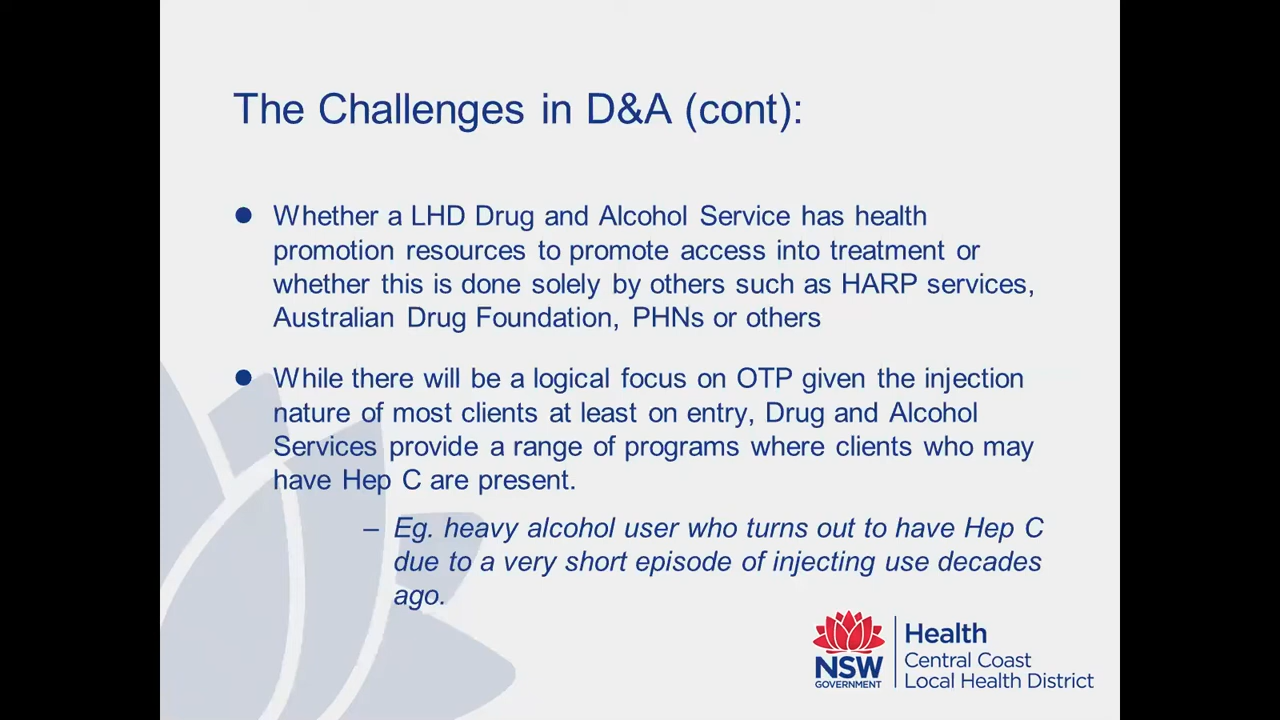 The Challenges in D&A (cont):
Whether a LHD Drug and Alcohol Service has health
promotion resources to promote access into treatment or
whether this is done solely by others such as HARP services,
Australian Drug Foundation, PHNs or others
While there will be a logical focus on OTP given the injection
nature of most clients at least on entry, Drug and Alcohol
Services provide a range of programs where clients who may
have Hep C are present.
– Eg. heavy alcohol user who turns out to have Hep C
due to a very short episode of injecting use decades
ago.
NSW
GOVERNMENT
Health
Central Coast
Local Health District